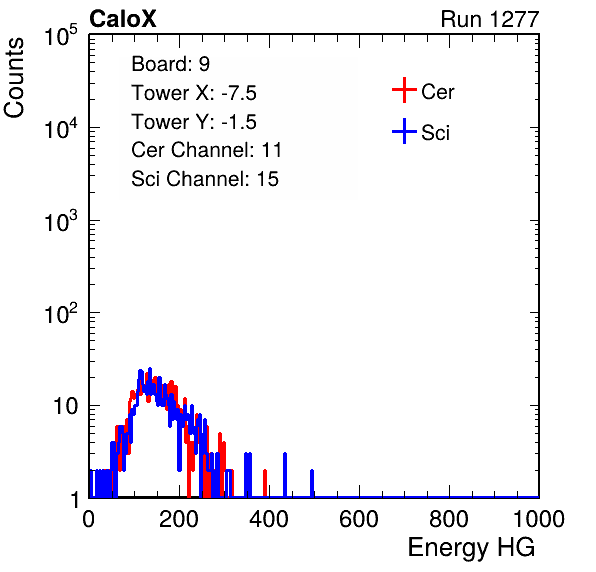 CaloX Run 1277
Counts
10^5
10^4
10^3
10^2
10
1
Board: 9
Tower X: -7.5
Tower Y: -1.5
Cer Channel: 11
Sci Channel: 15
Cer
Sci
0 200 400 600 800 1000
Energy HG